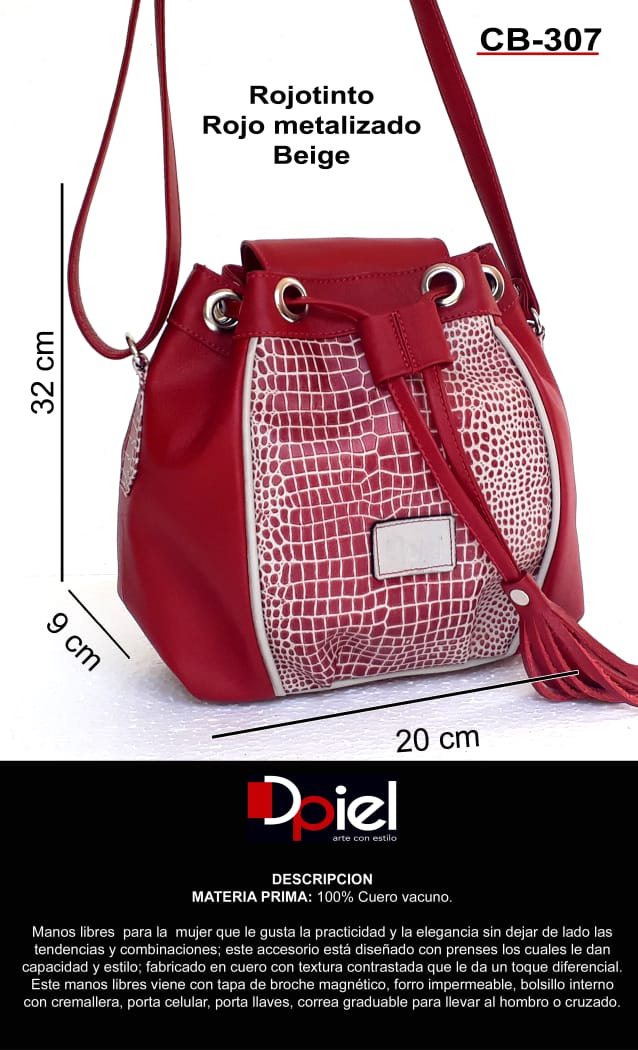 CB-307
Rojotinto
Rojo metalizado
Beige
32 cm
9 cm
20 cm
Dpiel
Dpiel
arte con estilo
DESCRIPCION
MATERIA PRIMA: 100% Cuero vacuno.
Manos libres para la mujer que le gusta la practicidad y la elegancia sin dejar de lado las
tendencias y combinaciones; este accesorio está diseñado con prenses los cuales le dan
capacidad y estilo; fabricado en cuero con textura contrastada que le da un toque diferencial.
Este manos libres viene con tapa de broche magnético, forro impermeable, bolsillo interno
con cremallera, porta celular, porta llaves, correa graduable para llevar al hombro o cruzado.